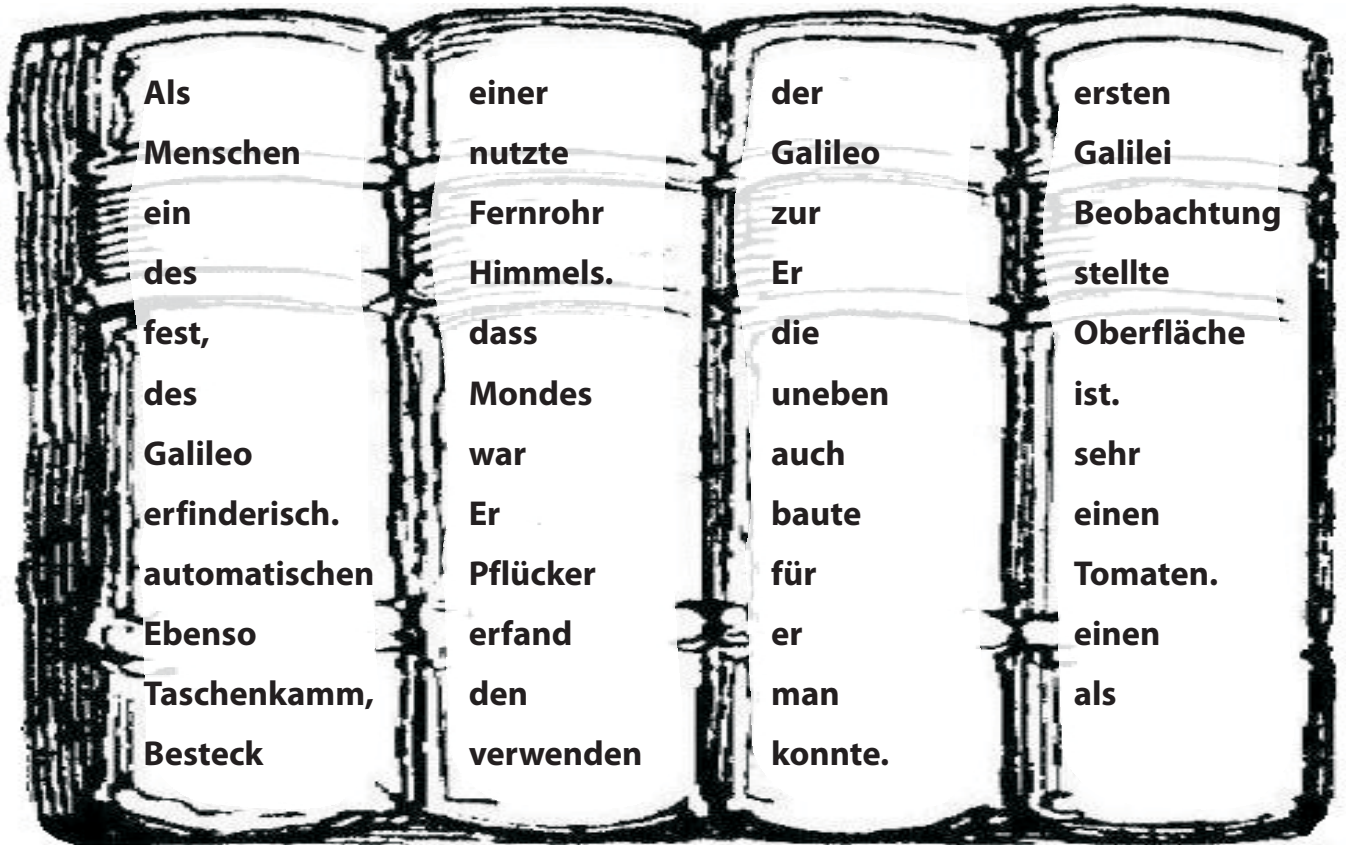 Als einer der ersten
Menschen nutzte Galileo Galilei
ein Fernrohr zur Beobachtung
des Himmels. Er stellte
fest, dass die Oberfläche
des Mondes uneben ist.
Galileo war auch sehr
erfinderisch. Er baute einen
automatischen Pflücker für Tomaten.
Ebenso erfand er einen
Taschenkamm, den man als
Besteck verwenden konnte.